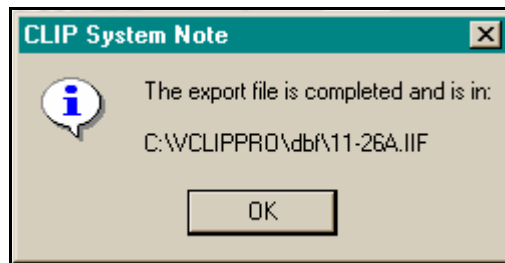 CLIP System Note
The export file is completed and is in:
C:\VCLIPPRO\dbf\11-26A.IIF
OK